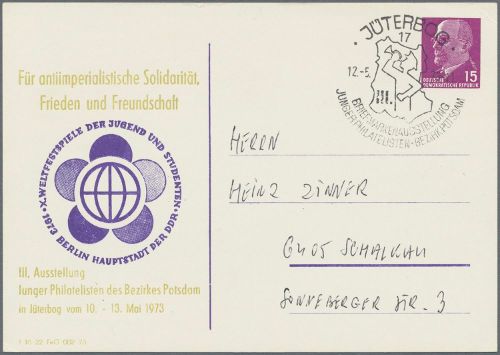 Für antiimperialistische Solidarität,
Frieden und Freundschaft
X. WELTFESTSPIELE DER JUGEND UND STUDENTEN
1973 BERLIN HAUPTSTADT DER DDR
III. Ausstellung
Junger Philatelisten des Bezirkes Potsdam
in Jüterbog vom 10. - 13. Mai 1973
JÜTERBOG
17
12.-5.
III.
BRIEFMARKENAUSSTELLUNG
JUNGER PHILATELISTEN · BEZIRK POTSDAM
15
DEUTSCHE
DEMOKRATISCHE REPUBLIK
HERRN
HEINZ ZINNER
6405 SCHALKAU
SONNEBERGER STR. 3